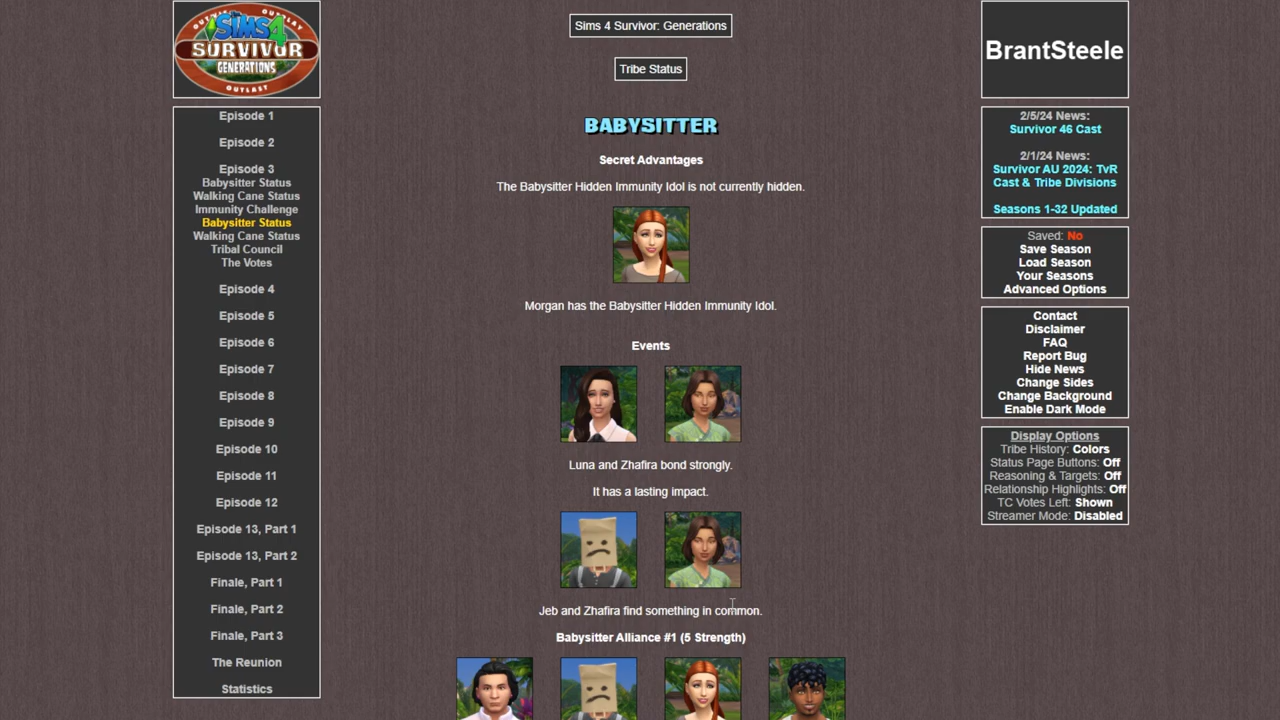 OUTWIT OUTPLAY
The SIMS 4
SURVIVOR
GENERATIONS
OUTLAST
Episode 1
Episode 2
Episode 3
Babysitter Status
Walking Cane Status
Immunity Challenge
Babysitter Status
Walking Cane Status
Tribal Council
The Votes
Episode 4
Episode 5
Episode 6
Episode 7
Episode 8
Episode 9
Episode 10
Episode 11
Episode 12
Episode 13, Part 1
Episode 13, Part 2
Finale, Part 1
Finale, Part 2
Finale, Part 3
The Reunion
Statistics
Sims 4 Survivor: Generations
Tribe Status
BABYSITTER
Secret Advantages
The Babysitter Hidden Immunity Idol is not currently hidden.
Morgan has the Babysitter Hidden Immunity Idol.
Events
Luna and Zhafira bond strongly.
It has a lasting impact.
Jeb and Zhafira find something in common.
Babysitter Alliance #1 (5 Strength)
BrantSteele
2/5/24 News:
Survivor 46 Cast
2/1/24 News:
Survivor AU 2024: TvR
Cast & Tribe Divisions
Seasons 1-32 Updated
Saved: No
Save Season
Load Season
Your Seasons
Advanced Options
Contact
Disclaimer
FAQ
Report Bug
Hide News
Change Sides
Change Background
Enable Dark Mode
Display Options
Tribe History: Colors
Status Page Buttons: Off
Reasoning & Targets: Off
Relationship Highlights: Off
TC Votes Left: Shown
Streamer Mode: Disabled